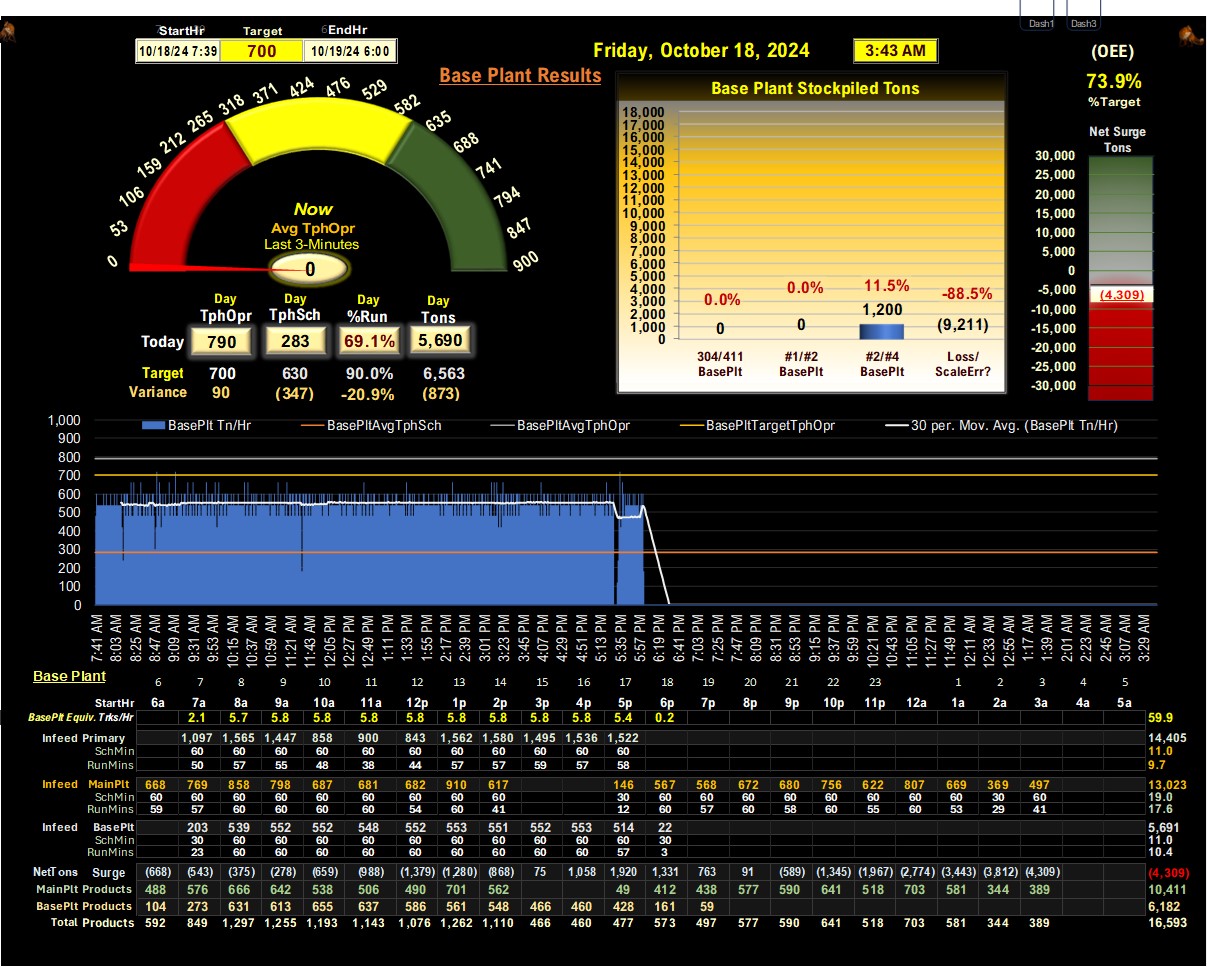 Dash1 Dash3
StartHr Target EndHr
10/18/24 7:39 700 10/19/24 6:00
Friday, October 18, 2024 3:43 AM
(OEE)
73.9%
%Target
Base Plant Results
0 53 106 159 212 265 318 371 424 476 529 582 635 688 741 794 847 900
Now
Avg TphOpr
Last 3-Minutes
0
Day Day Day Day
TphOpr TphSch %Run Tons
Today 790 283 69.1% 5,690
Target 700 630 90.0% 6,563
Variance 90 (347) -20.9% (873)
Base Plant Stockpiled Tons
18,000
17,000
16,000
15,000
14,000
13,000
12,000
11,000
10,000
9,000
8,000
7,000
6,000
5,000
4,000
3,000
2,000
1,000
0
0.0% 0.0% 11.5% -88.5%
0 0 1,200 (9,211)
304/411 #1/#2 #2/#4 Loss/
BasePlt BasePlt BasePlt ScaleErr?
Net Surge
Tons
30,000
25,000
20,000
15,000
10,000
5,000
0
-5,000
-10,000
-15,000
-20,000
-25,000
-30,000
(4,309)
BasePlt Tn/Hr BasePltAvgTphSch BasePltAvgTphOpr BasePltTargetTphOpr 30 per. Mov. Avg. (BasePlt Tn/Hr)
1,000
900
800
700
600
500
400
300
200
100
0
7:41 AM 8:03 AM 8:25 AM 8:47 AM 9:09 AM 9:31 AM 9:53 AM 10:15 AM 10:37 AM 10:59 AM 11:21 AM 11:43 AM 12:05 PM 12:27 PM 12:49 PM 1:11 PM 1:33 PM 1:55 PM 2:17 PM 2:39 PM 3:01 PM 3:23 PM 3:45 PM 4:07 PM 4:29 PM 4:51 PM 5:13 PM 5:35 PM 5:57 PM 6:19 PM 6:41 PM 7:03 PM 7:25 PM 7:47 PM 8:09 PM 8:31 PM 8:53 PM 9:15 PM 9:37 PM 9:59 PM 10:21 PM 10:43 PM 11:05 PM 11:27 PM 11:49 PM 12:11 AM 12:33 AM 12:55 AM 1:17 AM 1:39 AM 2:01 AM 2:23 AM 2:45 AM 3:07 AM 3:29 AM
Base Plant 6 7 8 9 10 11 12 13 14 15 16 17 18 19 20 21 22 23 1 2 3 4 5
StartHr 6a 7a 8a 9a 10a 11a 12p 1p 2p 3p 4p 5p 6p 7p 8p 9p 10p 11p 12a 1a 2a 3a 4a 5a
BasePlt Equiv. Trks/Hr 2.1 5.7 5.8 5.8 5.8 5.8 5.8 5.8 5.8 5.8 5.4 0.2 59.9
Infeed Primary 1,097 1,565 1,447 858 900 843 1,562 1,580 1,495 1,536 1,522 14,405
SchMin 60 60 60 60 60 60 60 60 60 60 60 11.0
RunMins 50 57 55 48 38 44 57 57 59 57 58 9.7
Infeed MainPlt 668 769 858 798 687 681 682 910 617 146 567 568 672 680 756 622 807 669 369 497 13,023
SchMin 60 60 60 60 60 60 60 60 60 30 60 60 60 60 60 60 60 60 30 60 19.0
RunMins 59 57 60 60 60 60 54 60 41 12 60 57 60 58 60 55 60 53 29 41 17.6
Infeed BasePlt 203 539 552 552 548 552 553 551 552 553 514 22 5,691
SchMin 30 60 60 60 60 60 60 60 60 60 60 30 11.0
RunMins 23 60 60 60 60 60 60 60 60 60 57 3 10.4
NetTons Surge (668) (543) (375) (278) (659) (988) (1,379) (1,280) (868) 75 1,058 1,920 1,331 763 91 (589) (1,345) (1,967) (2,774) (3,443) (3,812) (4,309) (4,309)
MainPlt Products 488 576 666 642 538 506 490 701 562 49 412 438 577 590 641 518 703 581 344 389 10,411
BasePlt Products 104 273 631 613 655 637 586 561 548 466 460 428 161 59 6,182
Total Products 592 849 1,297 1,255 1,193 1,143 1,076 1,262 1,110 466 460 477 573 497 577 590 641 518 703 581 344 389 16,593